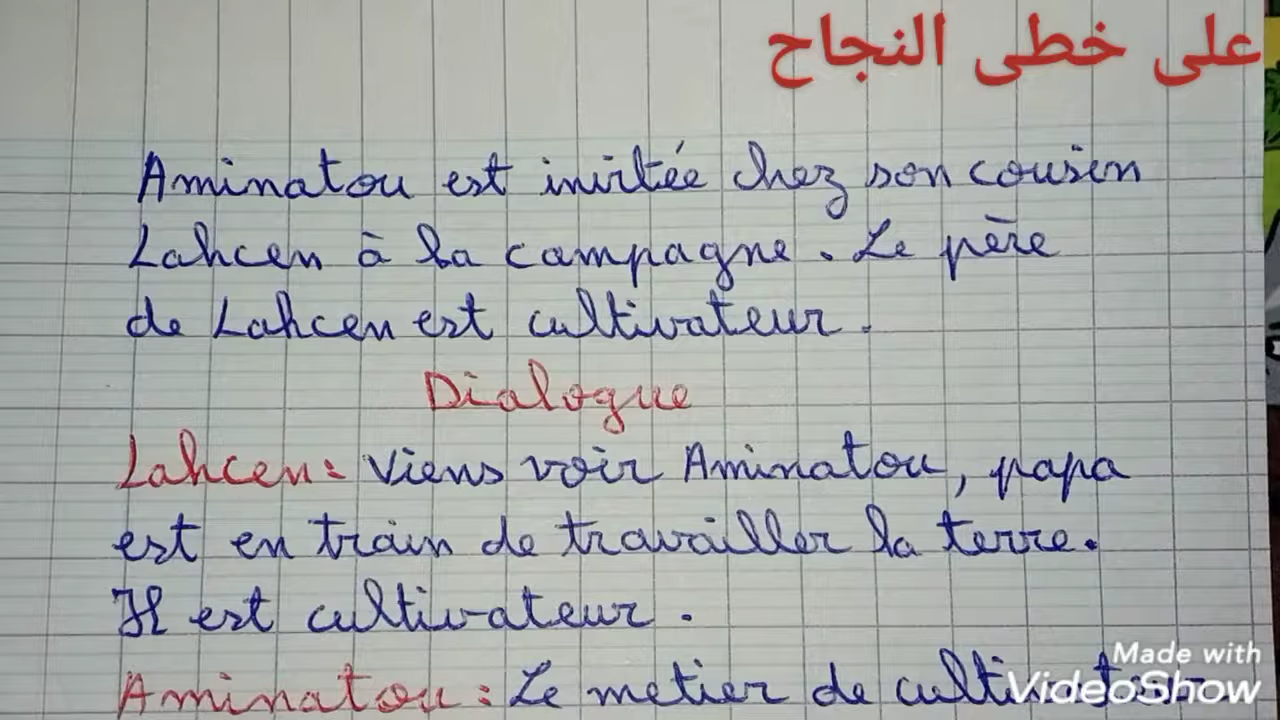 على خطى النجاح
Aminatou est invitée chez son cousin
Lahcen à la campagne. Le père
de Lahcen est cultivateur.
Dialogue
Lahcen: Viens voir Aminatou, papa
est en train de travailler la terre.
Il est cultivateur.
Aminatou: Le metier de cultivateur
Made with
VideoShow